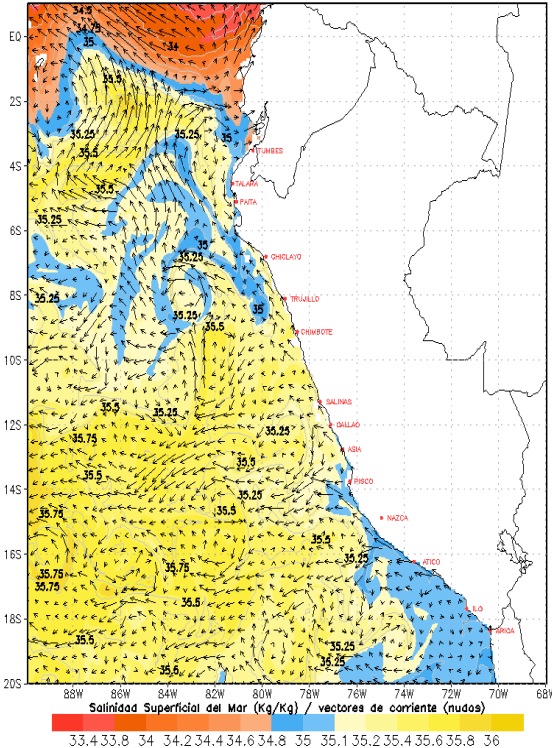 EQ
34.5
34.75
34
35
35.5
2S
35
35.25
35.25
TUMBES
35.5
4S
TALARA
35.25
PAITA
6S
35
35.25
CHICLAYO
35.25
8S
TRUJILLO
35
35.25
35.5
CHIMBOTE
10S
35.5
35.25
SALINAS
12S
CALLAO
35.75
35.25
ASIA
35.5
14S
PISCO
35.5
35.25
35.75
NAZCA
35.5
16S
35.25
ATICO
35.75
35.75
35.75
35.5
ILO
18S
ARICA
35.5
35.25
35.5
35.25
20S
88W 86W 84W 82W 80W 78W 76W 74W 72W 70W 68W
Salinidad Superficial del Mar (Kg/Kg) / vectores de corriente (nudos)
33.4 33.8 34 34.2 34.4 34.6 34.8 35 35.1 35.2 35.4 35.6 35.8 36